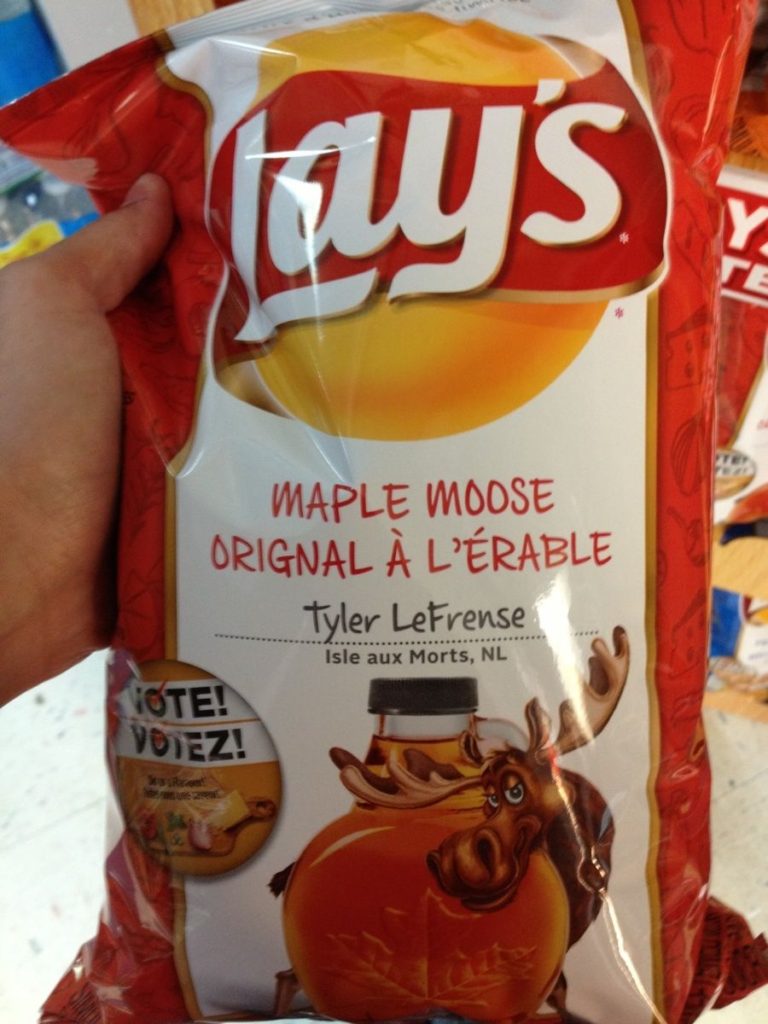 Lay's
MAPLE MOOSE
ORIGNAL À L'ÉRABLE
Tyler LeFrense
Isle aux Morts, NL
VOTE!
VOTEZ!